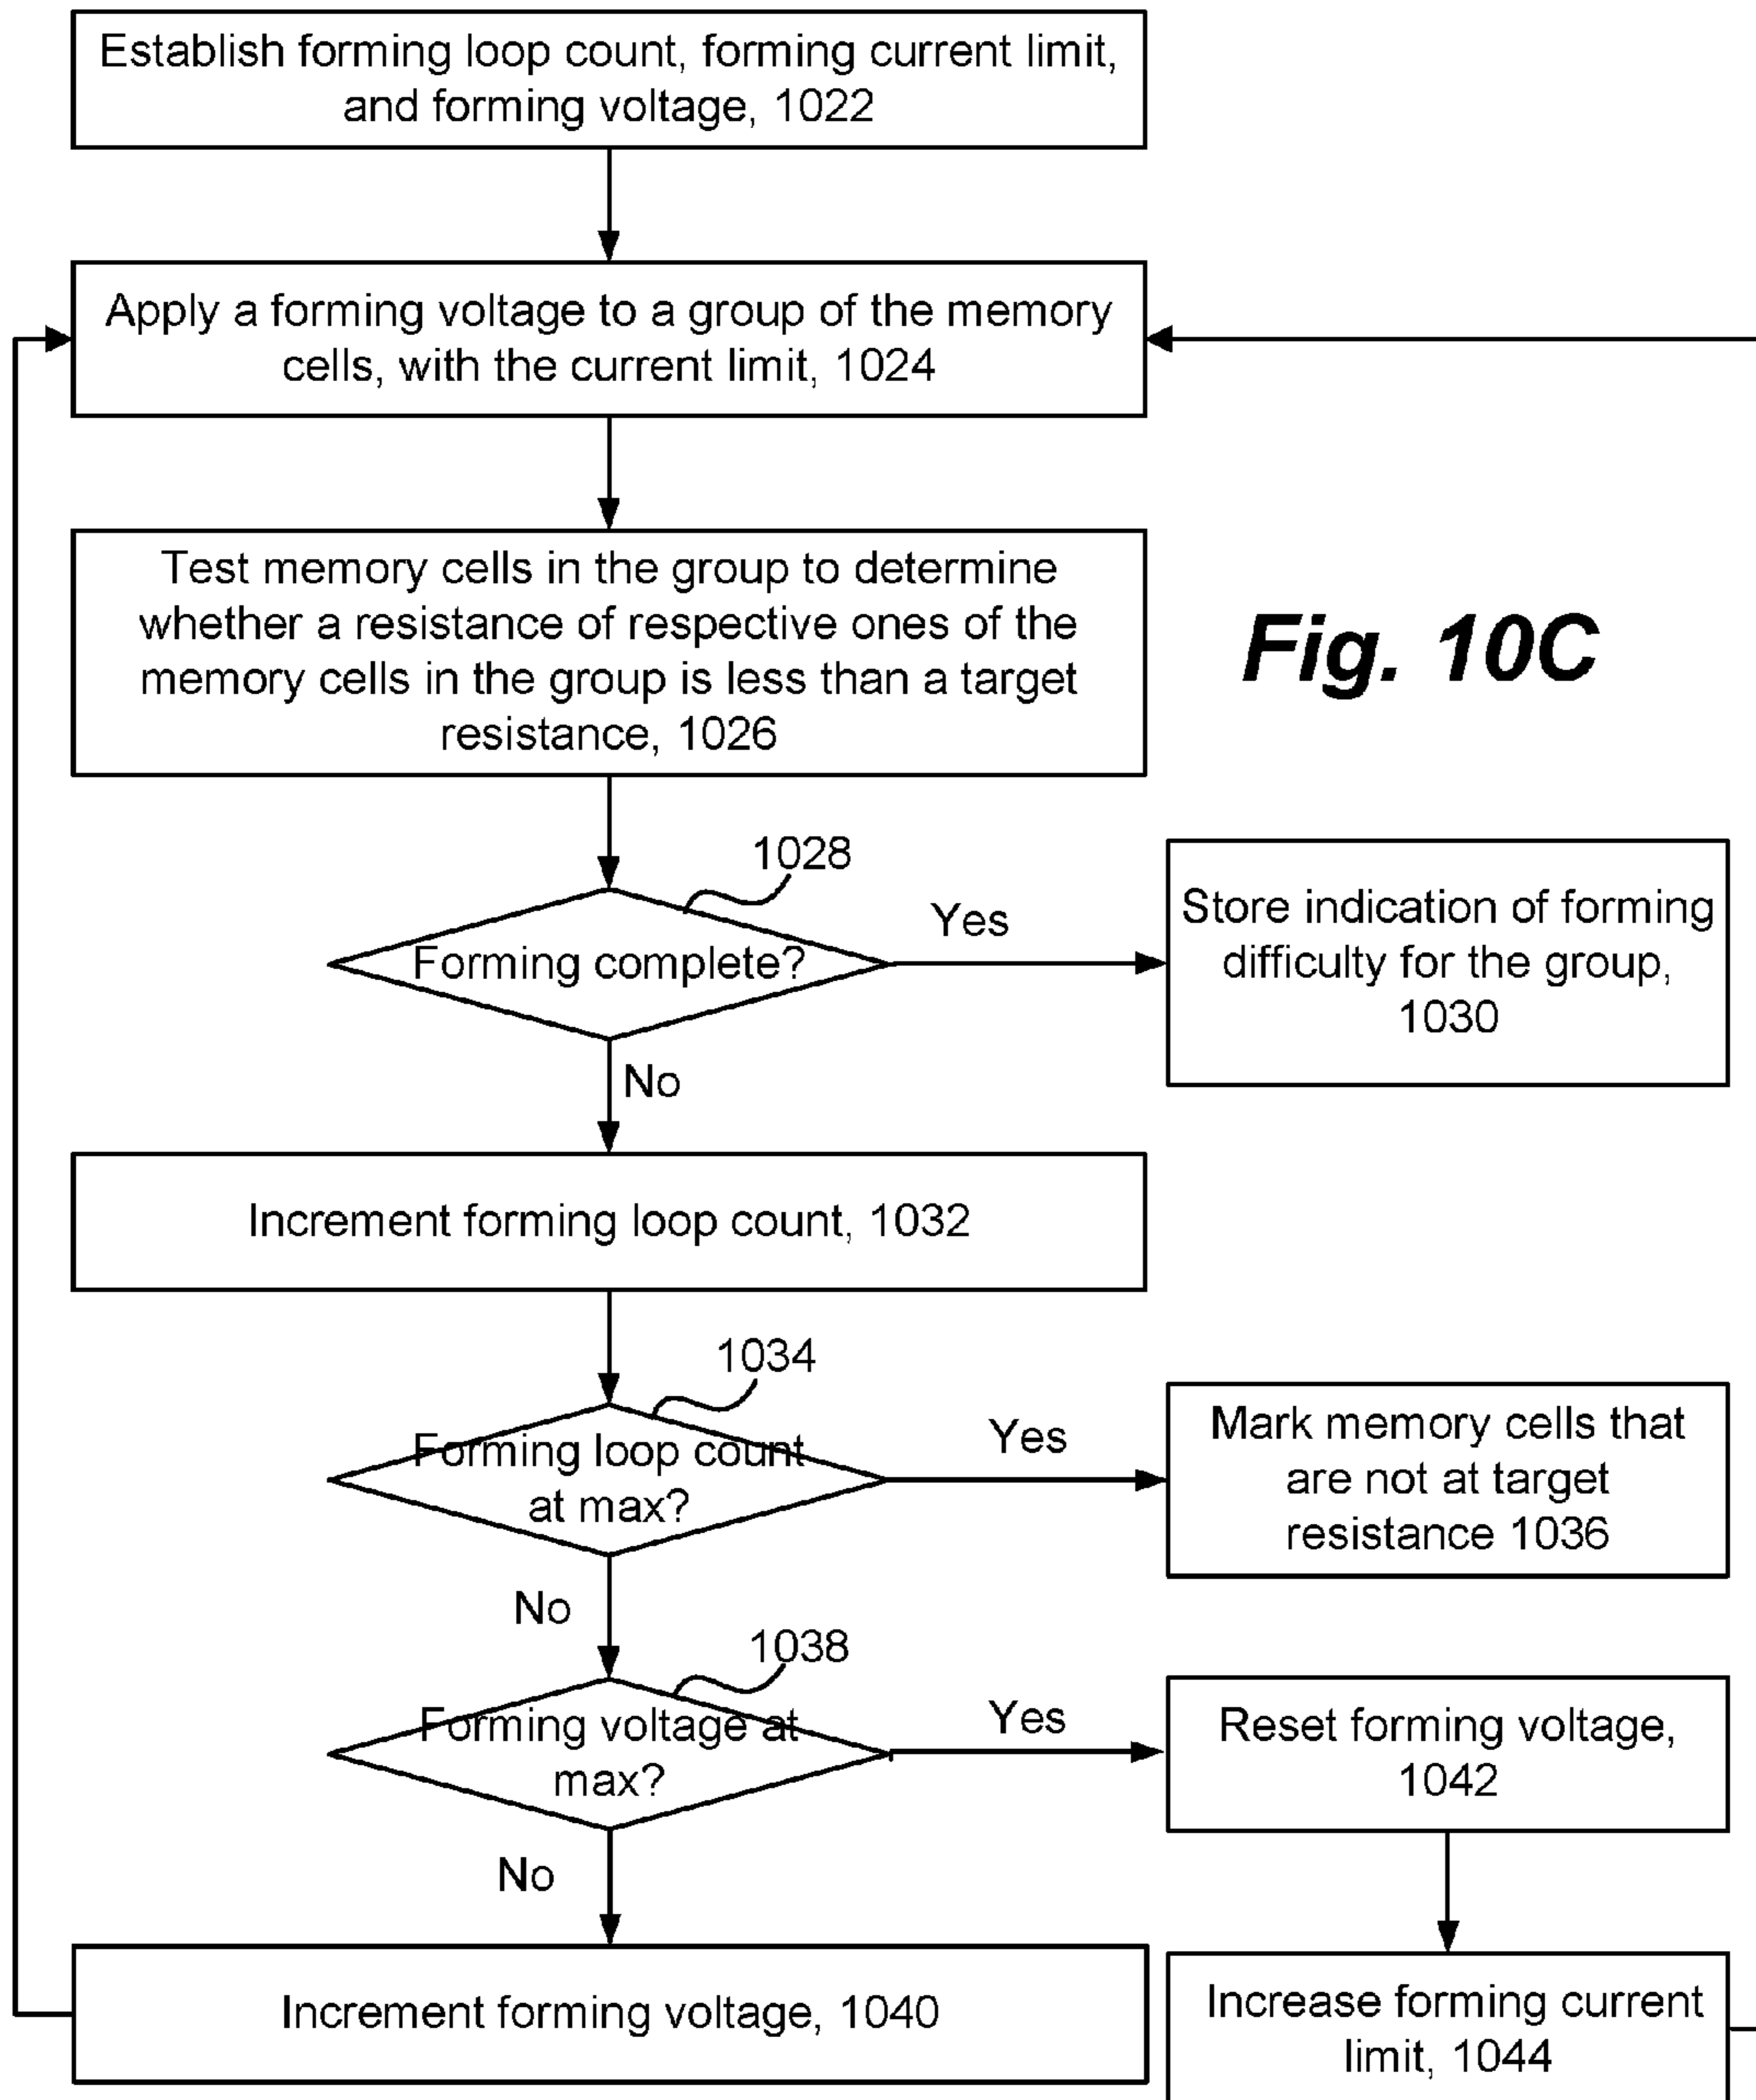 Establish forming loop count, forming current limit,
and forming voltage, 1022
Apply a forming voltage to a group of the memory
cells, with the current limit, 1024
Test memory cells in the group to determine
whether a resistance of respective ones of the
memory cells in the group is less than a target
resistance, 1026
Fig. 10C
1028
Forming complete?
Yes
Store indication of forming
difficulty for the group,
1030
No
Increment forming loop count, 1032
1034
Forming loop count
at max?
Yes
Mark memory cells that
are not at target
resistance 1036
No
1038
Forming voltage at
max?
Yes
Reset forming voltage,
1042
No
Increment forming voltage, 1040
Increase forming current
limit, 1044